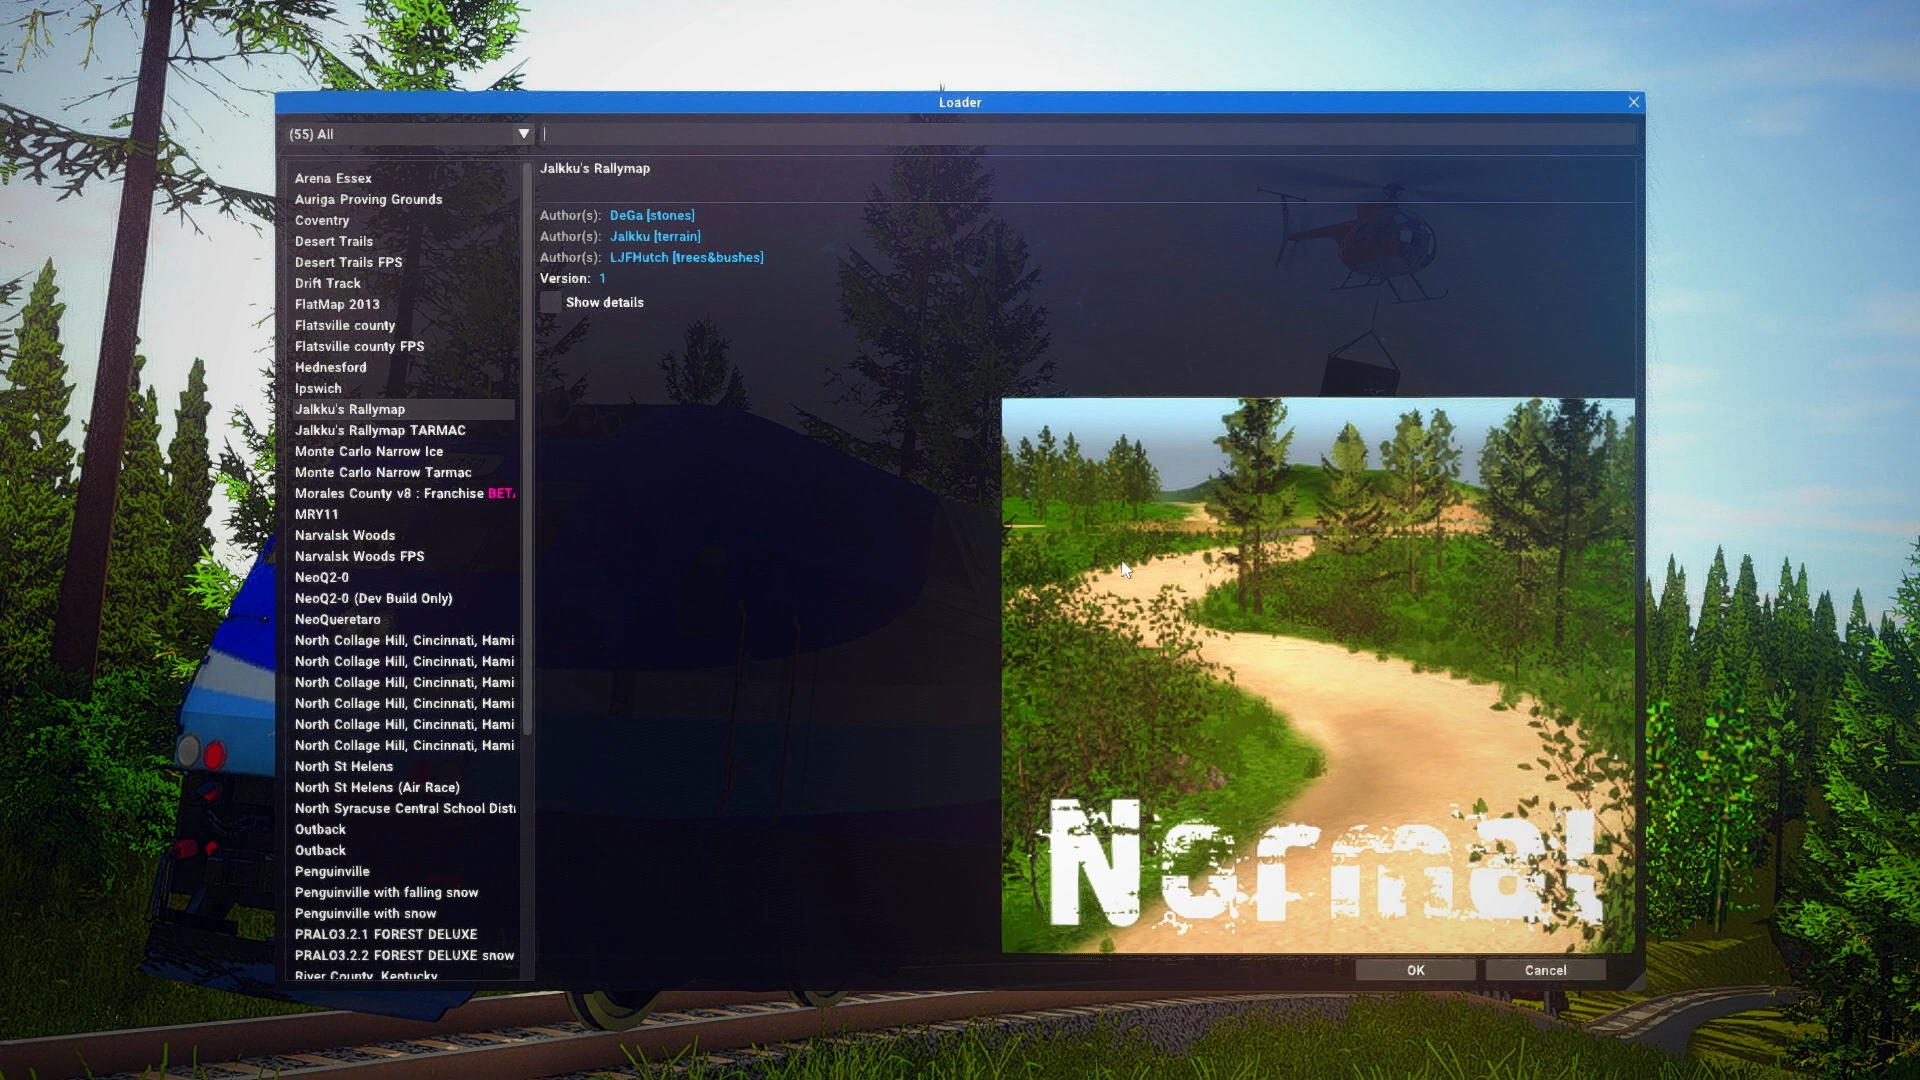 Loader
(55) All
Jalkku's Rallymap
Author(s): DeGa [stones]
Author(s): Jalkku [terrain]
Author(s): LJFHutch [trees&bushes]
Version: 1
Show details
Arena Essex
Auriga Proving Grounds
Coventry
Desert Trails
Desert Trails FPS
Drift Track
FlatMap 2013
Flatsville county
Flatsville county FPS
Hednesford
Ipswich
Jalkku's Rallymap
Jalkku's Rallymap TARMAC
Monte Carlo Narrow Ice
Monte Carlo Narrow Tarmac
Morales County v8 : Franchise BET
MRY11
Narvalsk Woods
Narvalsk Woods FPS
NeoQ2-0
NeoQ2-0 (Dev Build Only)
NeoQueretaro
North Collage Hill, Cincinnati, Hami
North Collage Hill, Cincinnati, Hami
North Collage Hill, Cincinnati, Hami
North Collage Hill, Cincinnati, Hami
North Collage Hill, Cincinnati, Hami
North Collage Hill, Cincinnati, Hami
North St Helens
North St Helens (Air Race)
North Syracuse Central School Dist
Outback
Outback
Penguinville
Penguinville with falling snow
Penguinville with snow
PRALO3.2.1 FOREST DELUXE
PRALO3.2.2 FOREST DELUXE snow
River County, Kentucky
Normal
OK
Cancel